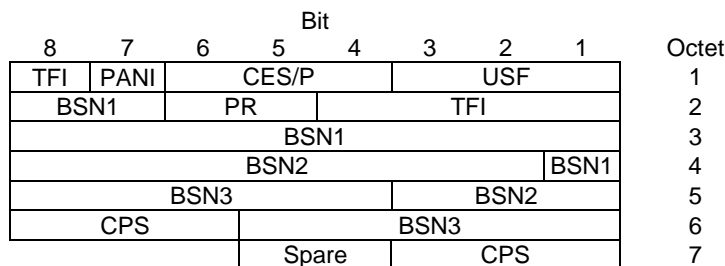 Bit
8 7 6 5 4 3 2 1 Octet
TFI PANI CES/P USF 1
BSN1 PR TFI 2
BSN1 3
BSN2 BSN1 4
BSN3 BSN2 5
CPS BSN3 6
Spare CPS 7